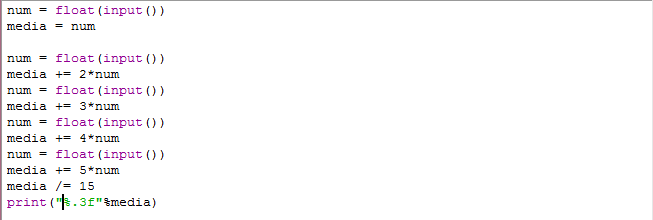 num = float(input())
media = num
num = float(input())
media += 2*num
num = float(input())
media += 3*num
num = float(input())
media += 4*num
num = float(input())
media += 5*num
media /= 15
print("%.3f"%media)